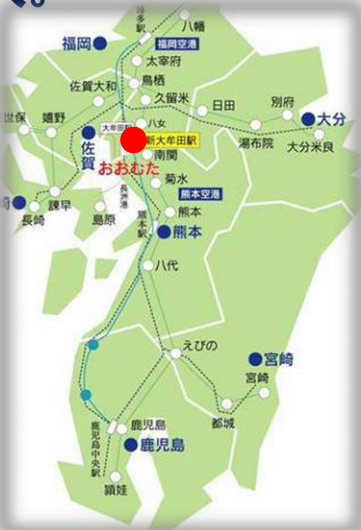 博多駅
八幡
福岡
福岡空港
太宰府
鳥栖
佐賀大和
久留米
日田
別府
世保
嬉野
大牟田駅
八女
大分
新大牟田駅
湯布院
大分米良
佐賀
南関
おおむた
菊水
長洲港
熊本空港
崎
長崎
諫早
島原
熊本駅
熊本
熊本
八代
えびの
宮崎
宮崎
都城
鹿児島中央駅
鹿児島
鹿児島
頴娃